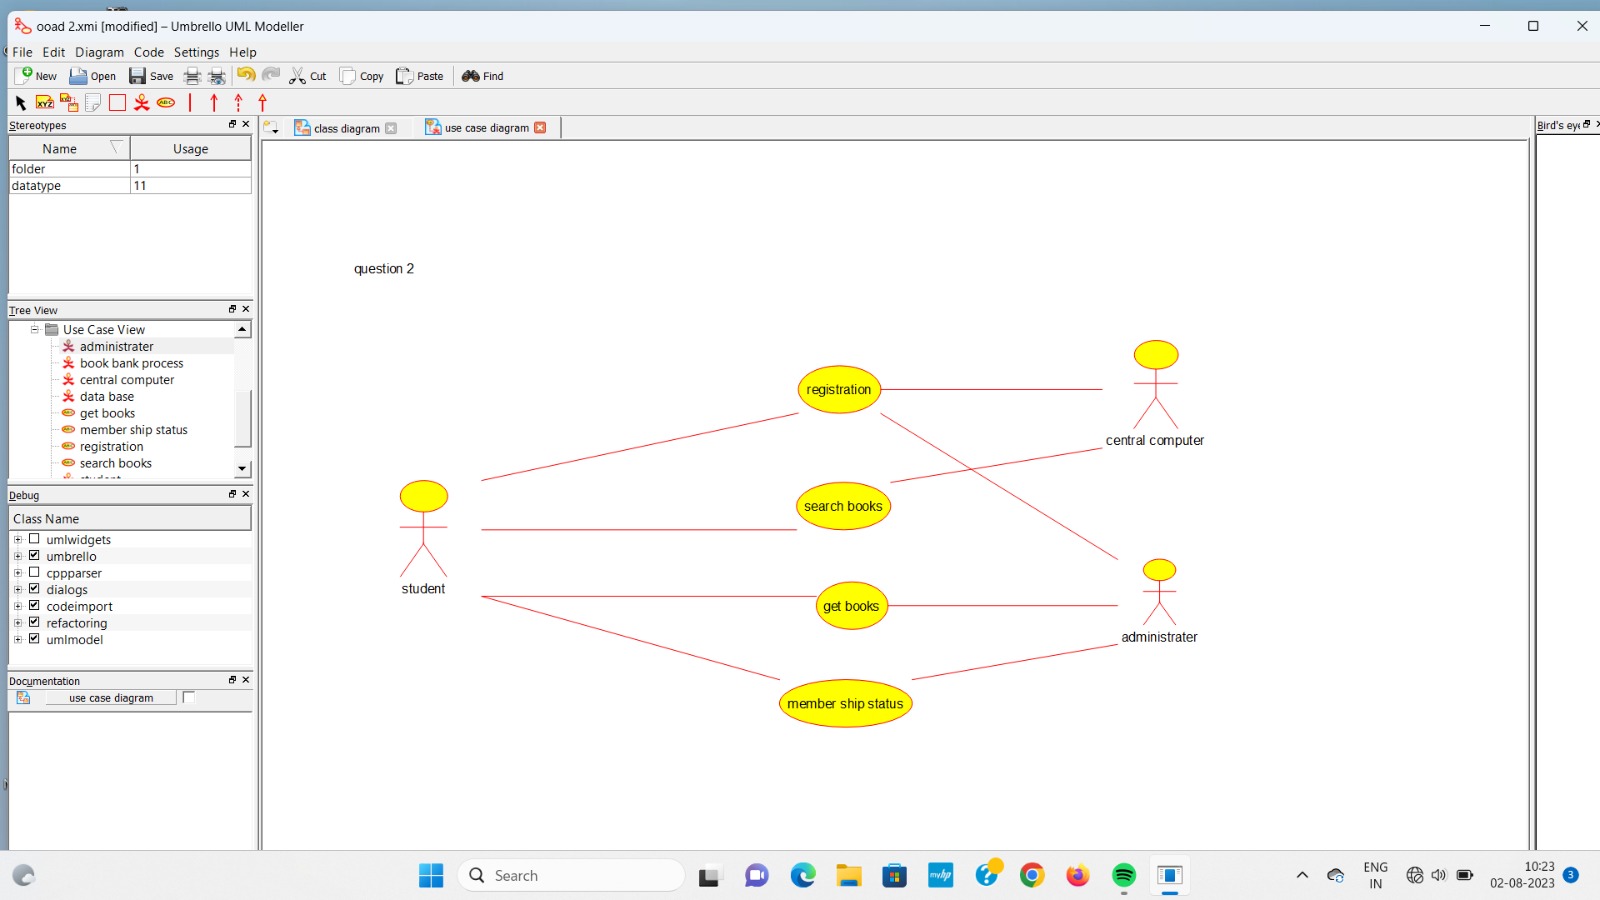 ooad 2.xmi [modified] – Umbrello UML Modeller
File Edit Diagram Code Settings Help
New Open Save Cut Copy Paste Find
XYZ ABC
Stereotypes
Name Usage
folder 1
datatype 11
Tree View
Use Case View
administrater
book bank process
central computer
data base
get books
member ship status
registration
search books
Debug
Class Name
umlwidgets
umbrello
cppparser
dialogs
codeimport
refactoring
umlmodel
Documentation
use case diagram
class diagram use case diagram
question 2
registration
central computer
search books
student
get books
administrater
member ship status
Bird's eye
Search
myhp
ENG
IN
10:23
02-08-2023
3